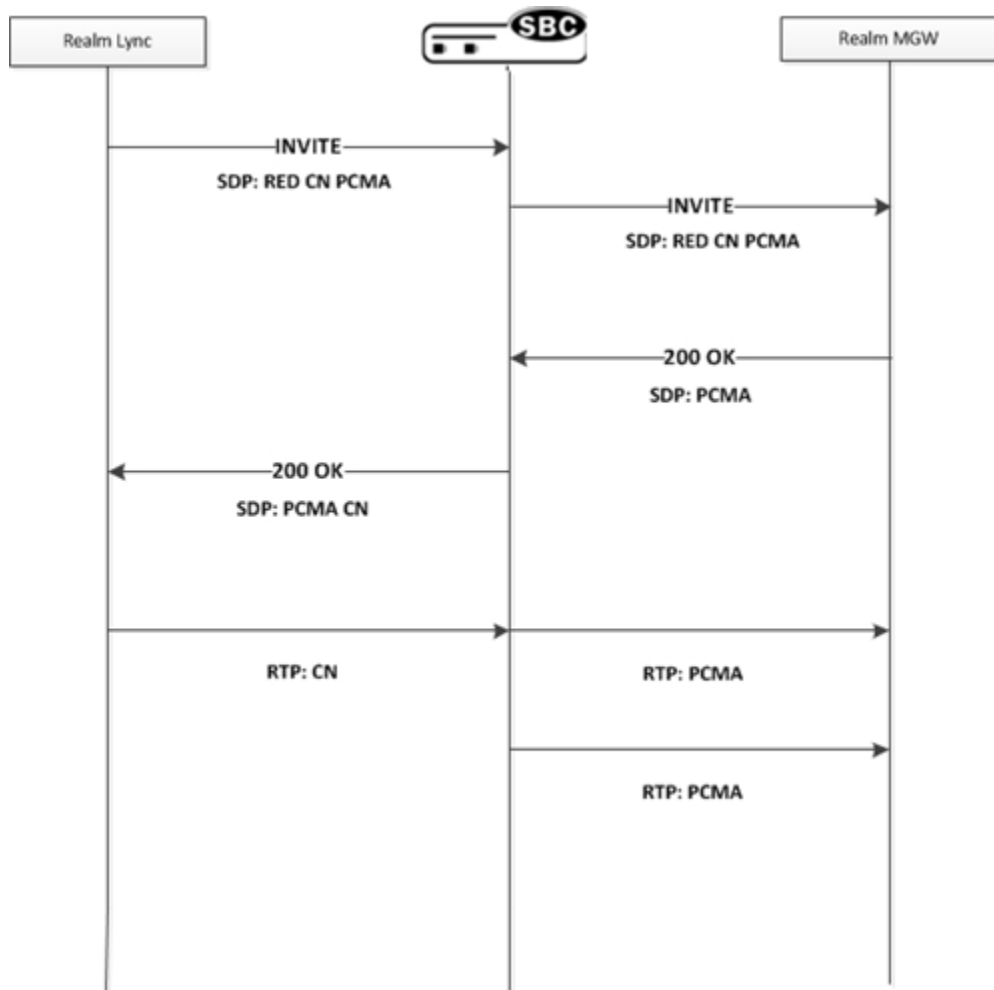 Realm Lync
SBC
Realm MGW
INVITE
SDP: RED CN PCMA
INVITE
SDP: RED CN PCMA
200 OK
SDP: PCMA
200 OK
SDP: PCMA CN
RTP: CN
RTP: PCMA
RTP: PCMA